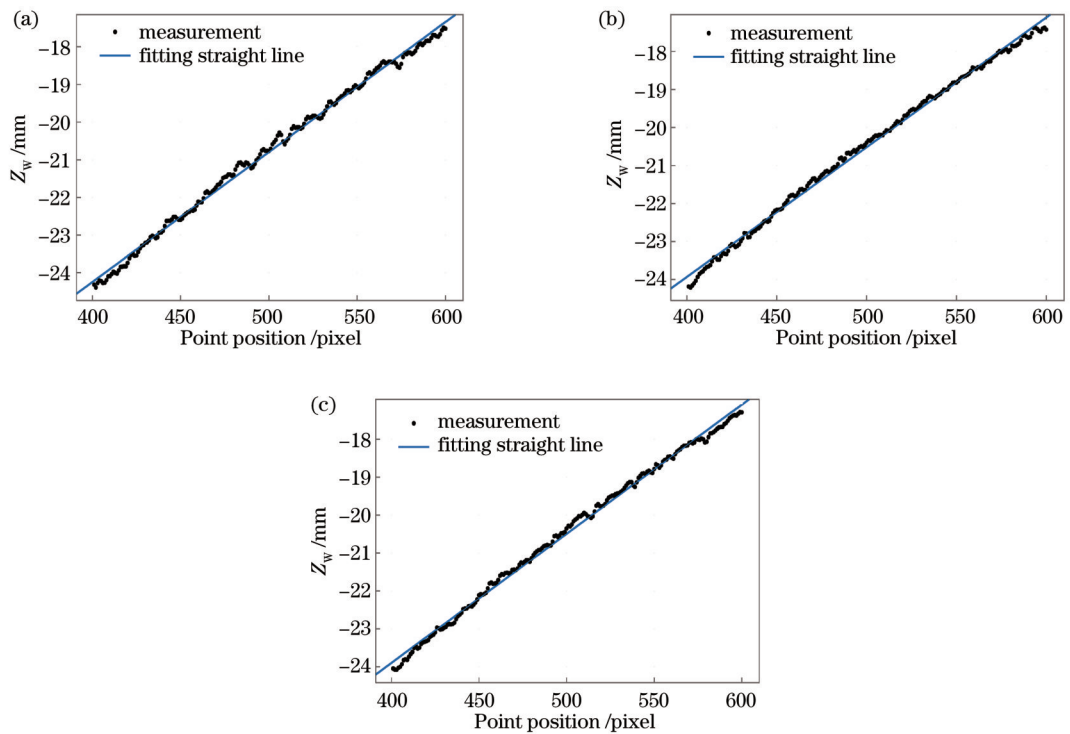 (a)
measurement
fitting straight line
−18
−19
−20
−21
−22
−23
−24
Zw /mm
400 450 500 550 600
Point position /pixel
(b)
measurement
fitting straight line
−18
−19
−20
−21
−22
−23
−24
Zw /mm
400 450 500 550 600
Point position /pixel
(c)
measurement
fitting straight line
−18
−19
−20
−21
−22
−23
−24
Zw /mm
400 450 500 550 600
Point position /pixel